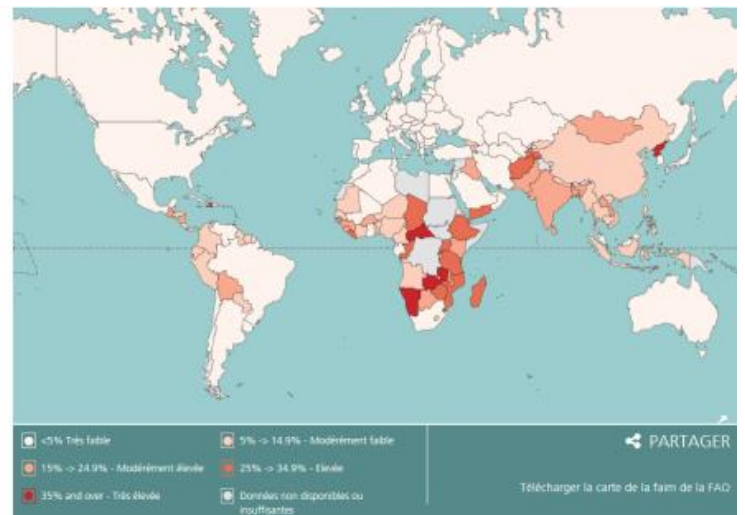 <5% Très faible
5% -> 14.9% - Modérément faible
15% -> 24.9% - Modérément élevée
25% -> 34.9% - Elevée
35% and over - Très élevée
Données non disponibles ou
insuffisantes
PARTAGER
Télécharger la carte de la faim de la FAO